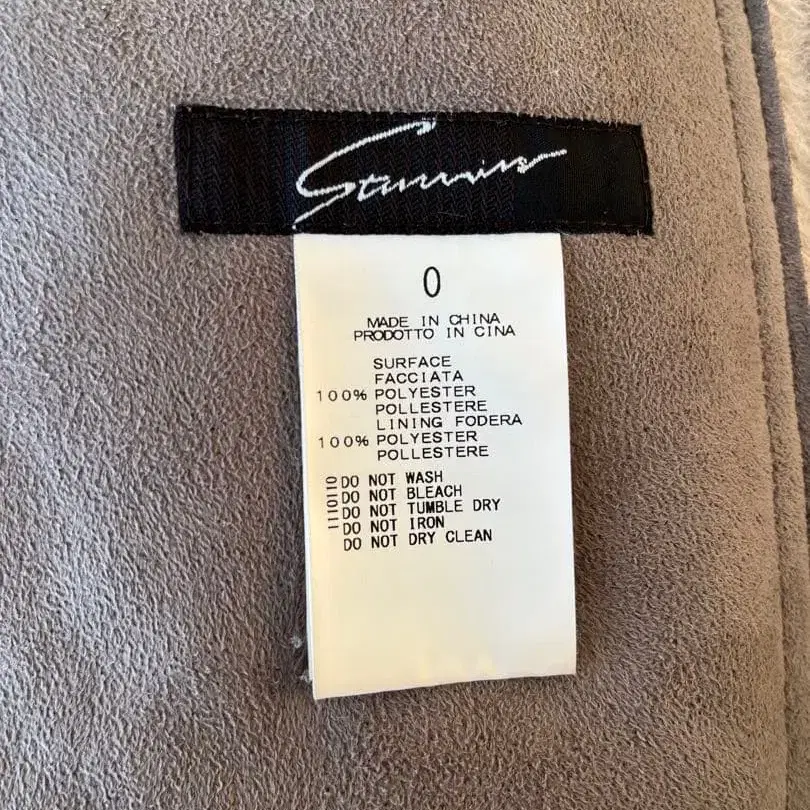 0
MADE IN CHINA
PRODOTTO IN CINA
SURFACE
FACCIATA
100% POLYESTER
POLLESTERE
LINING FODERA
100% POLYESTER
POLLESTERE
DO NOT WASH
DO NOT BLEACH
DO NOT TUMBLE DRY
DO NOT IRON
DO NOT DRY CLEAN
1110110